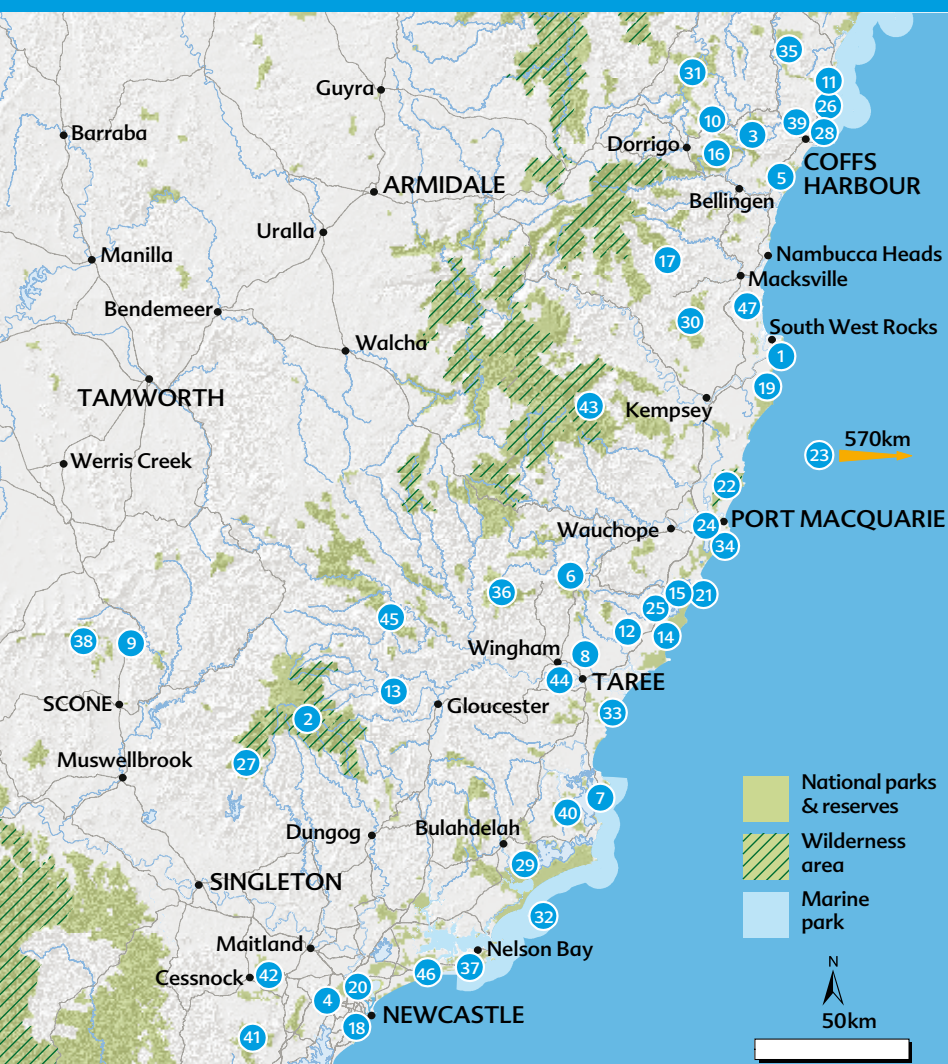 35
31
11
Guyra
26
10
39
28
Barraba
3
Dorrigo
16
COFFS
HARBOUR
5
ARMIDALE
Bellingen
Uralla
Manilla
17
Nambucca Heads
Macksville
Bendemeer
47
30
South West Rocks
Walcha
1
TAMWORTH
19
43
Kempsey
570km
23
Werris Creek
22
24
PORT MACQUARIE
Wauchope
34
6
36
15
21
25
45
12
14
38
9
Wingham
8
44
TAREE
13
SCONE
Gloucester
2
33
Muswellbrook
27
National parks
& reserves
7
40
Dungog
Bulahdelah
Wilderness
area
29
SINGLETON
Marine
park
32
Maitland
Nelson Bay
N
Cessnock
42
46
37
20
4
NEWCASTLE
50km
18
41